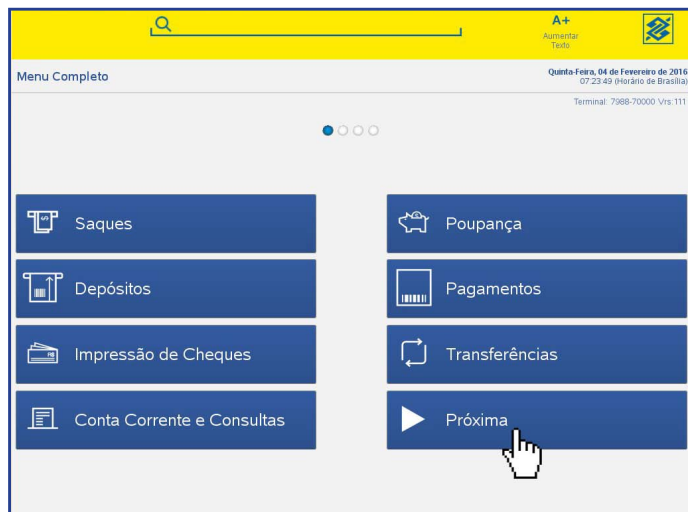 A+
Aumentar
Texto
Menu Completo
Quinta-Feira, 04 de Fevereiro de 2016
07:23:49 (Horário de Brasília)
Terminal: 7988-70000 Vrs:111
Saques
Poupança
Depósitos
Pagamentos
Impressão de Cheques
Transferências
Conta Corrente e Consultas
Próxima